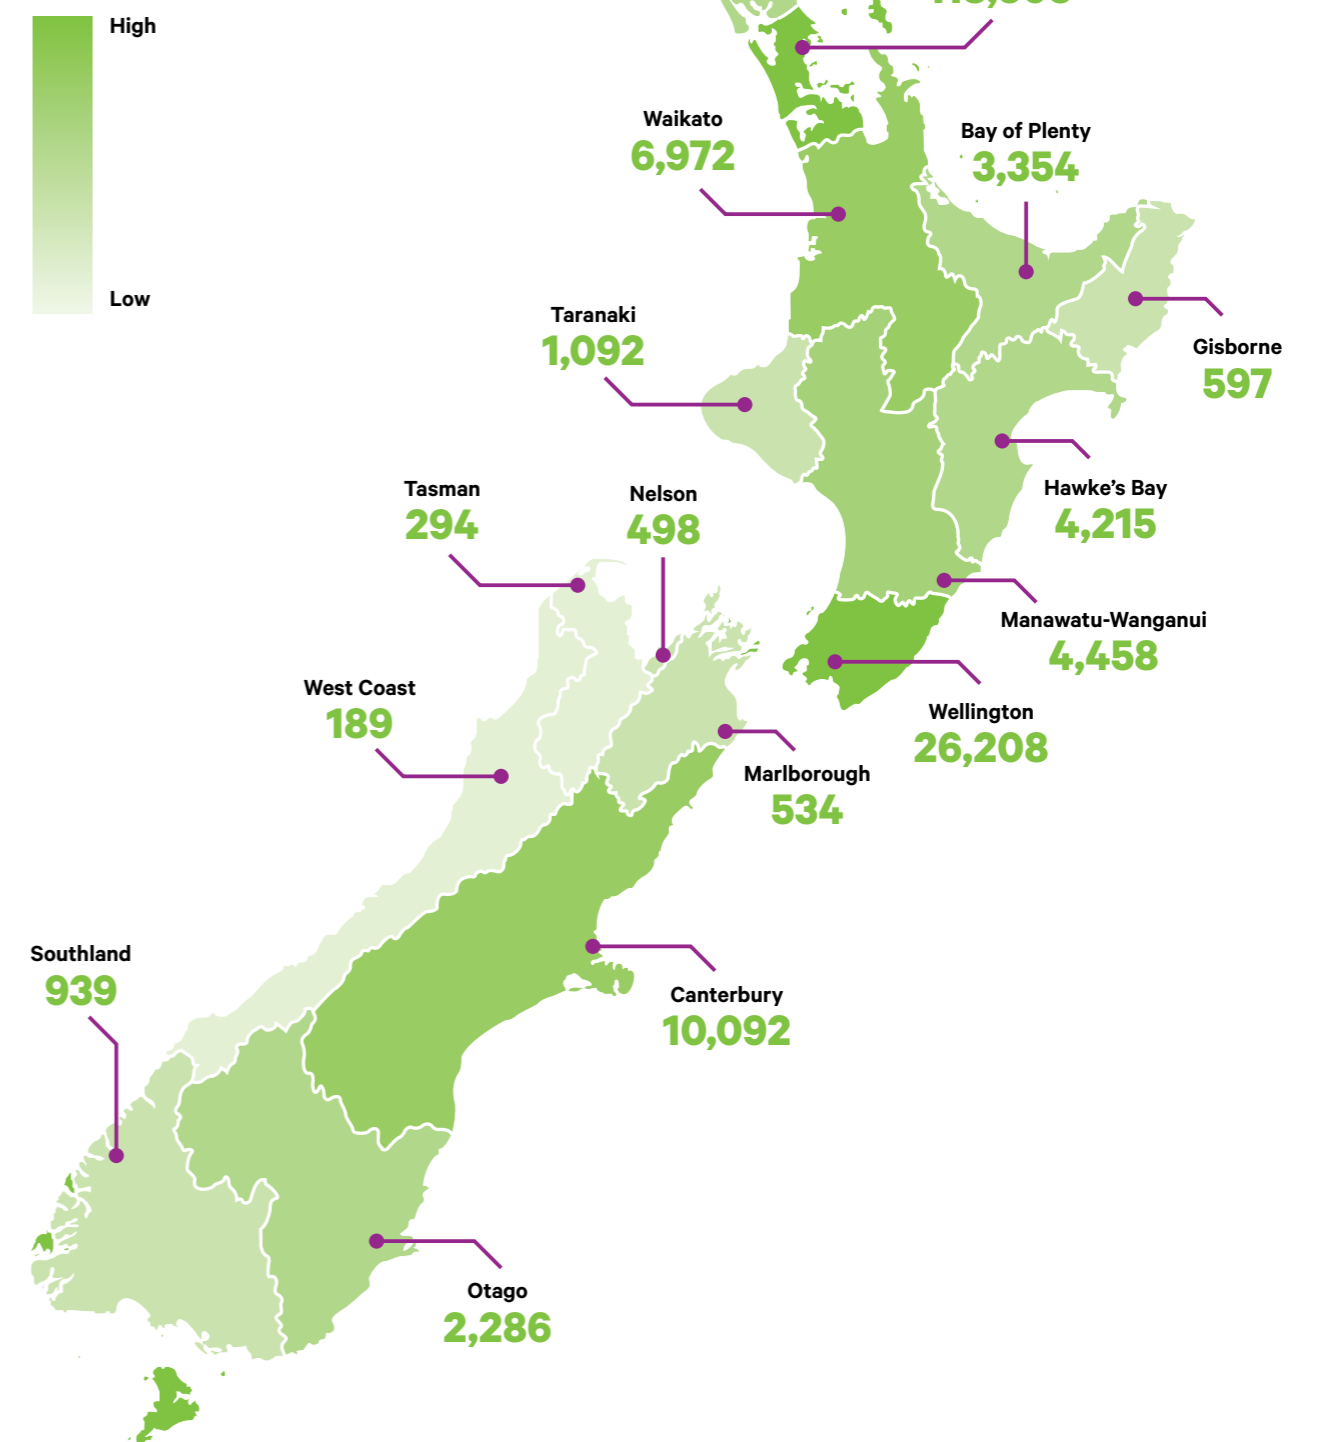 High
Waikato
6,972
Bay of Plenty
3,354
Low
Taranaki
1,092
Gisborne
597
Tasman
294
Nelson
498
Hawke's Bay
4,215
Manawatu-Wanganui
4,458
West Coast
189
Wellington
26,208
Marlborough
534
Southland
939
Canterbury
10,092
Otago
2,286